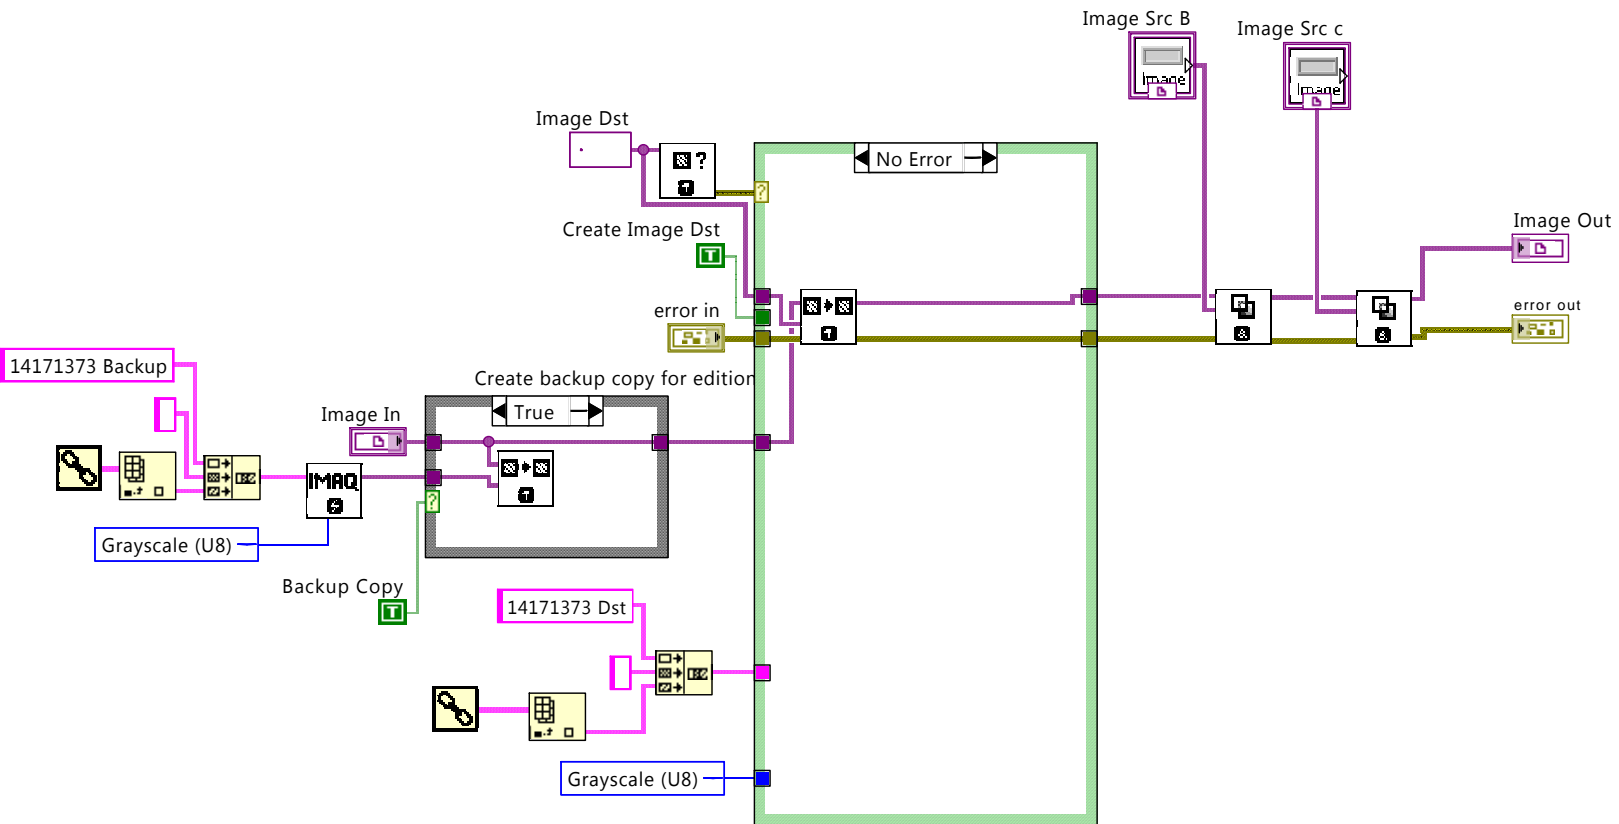 Image Src B
Image Src c
Image
Image
Image Dst
?
No Error
?
Create Image Dst
T
Image Out
error in
error out
14171373 Backup
Create backup copy for edition
Image In
True
IMAQ
?
Grayscale (U8)
Backup Copy
T
14171373 Dst
Grayscale (U8)